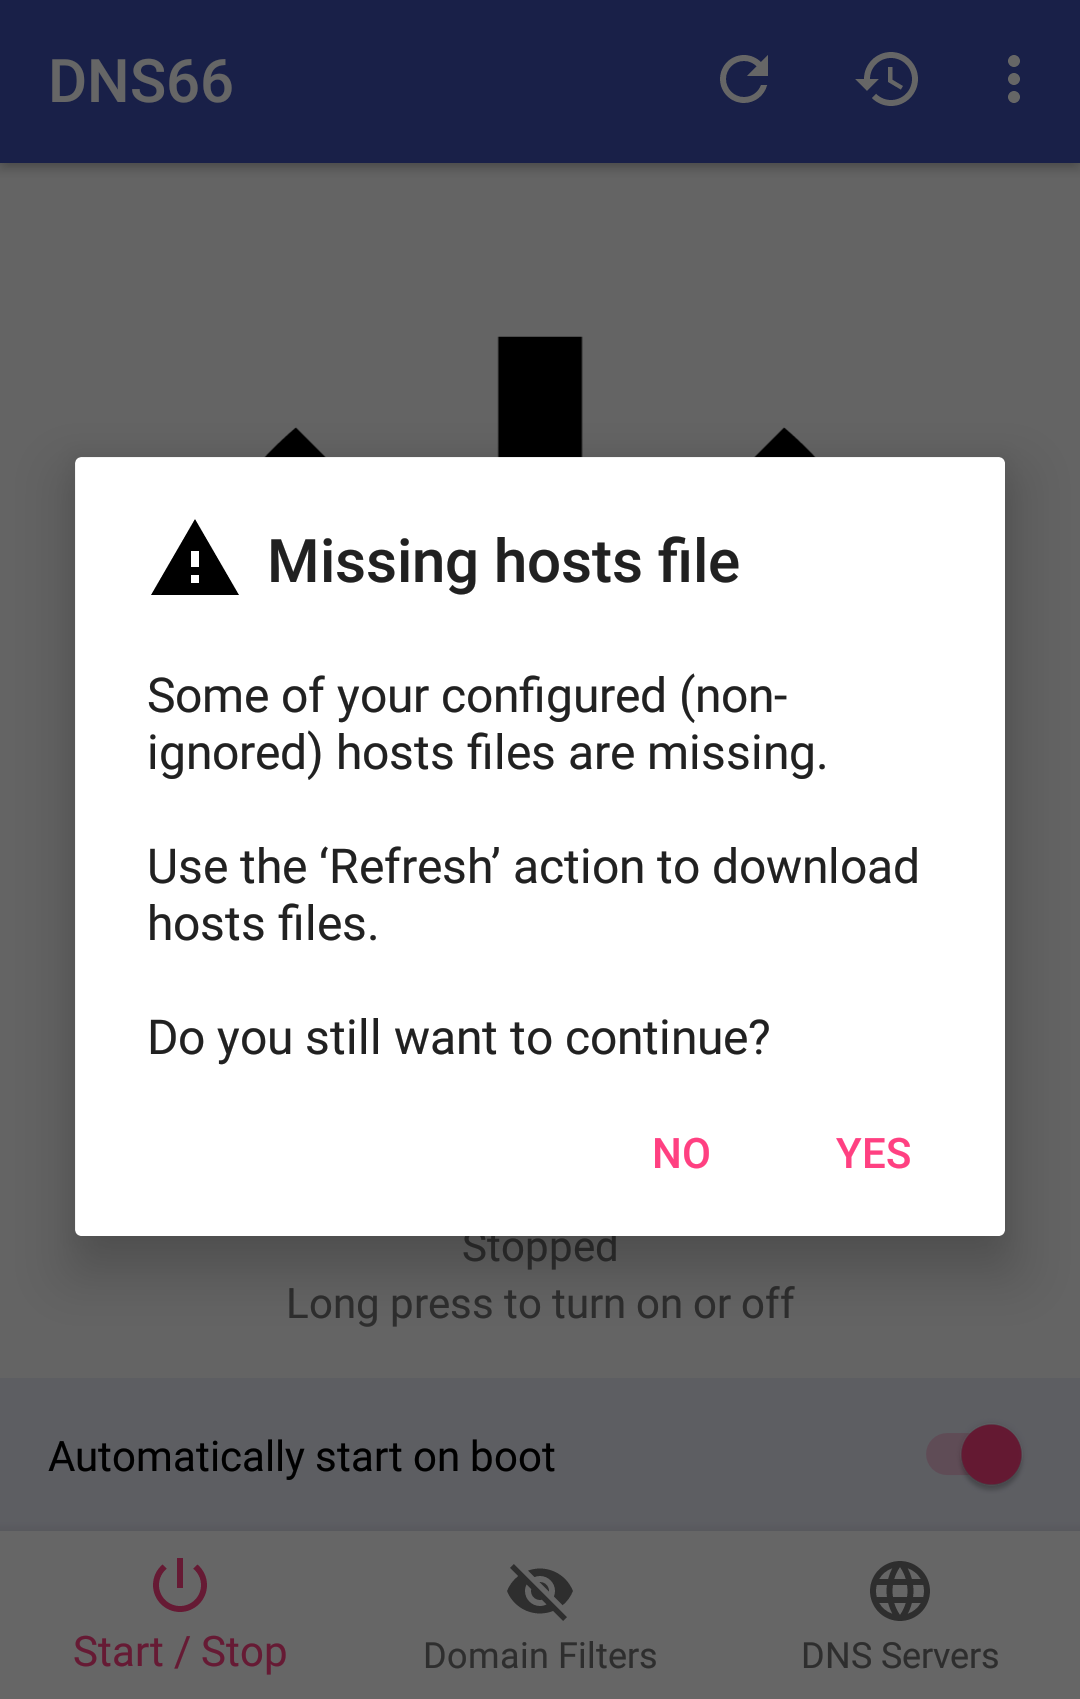 DNS66
Missing hosts file
Some of your configured (non-
ignored) hosts files are missing.
Use the ‘Refresh’ action to download
hosts files.
Do you still want to continue?
NO YES
Stopped
Long press to turn on or off
Automatically start on boot
Start / Stop Domain Filters DNS Servers